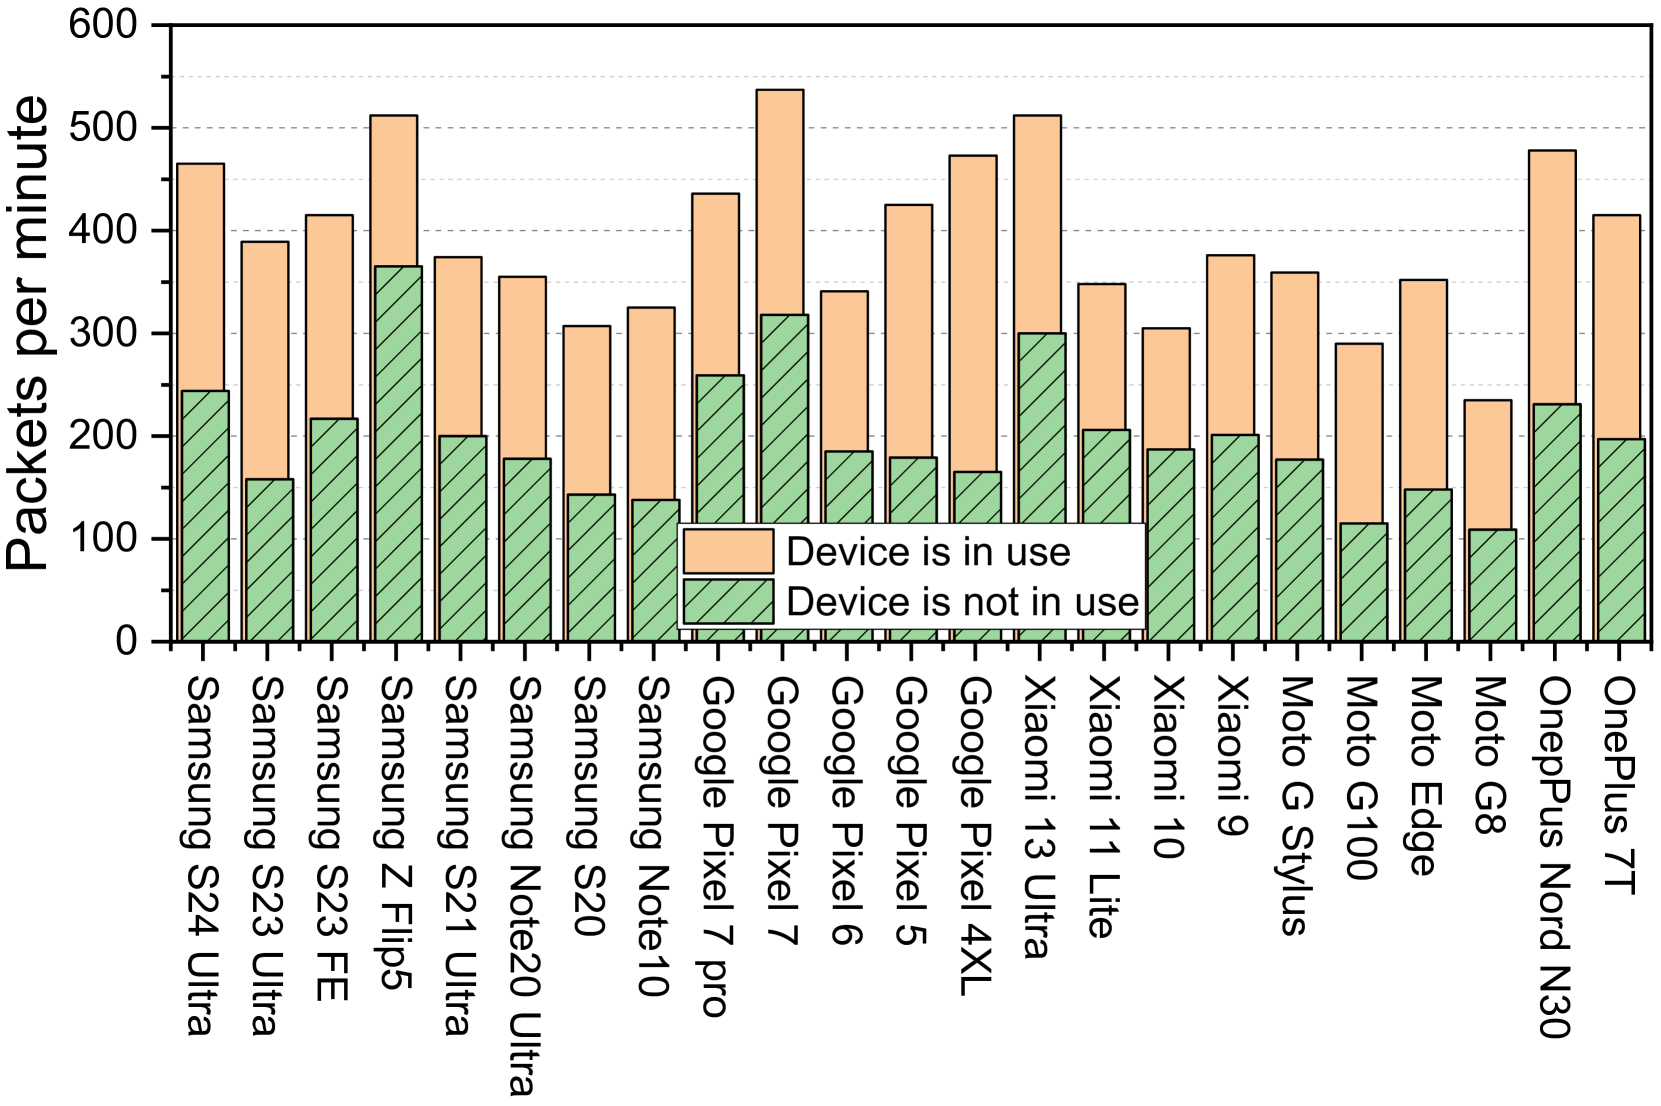 Packets per minute
600
500
400
300
200
100
0
Device is in use
Device is not in use
Samsung S24 Ultra
Samsung S23 Ultra
Samsung S23 FE
Samsung Z Flip5
Samsung S21 Ultra
Samsung Note20 Ultra
Samsung S20
Samsung Note10
Google Pixel 7 pro
Google Pixel 7
Google Pixel 6
Google Pixel 5
Google Pixel 4XL
Xiaomi 13 Ultra
Xiaomi 11 Lite
Xiaomi 10
Xiaomi 9
Moto G Stylus
Moto G100
Moto Edge
Moto G8
OnepPus Nord N30
OnePlus 7T